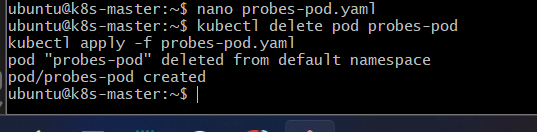 ubuntu@k8s-master:~$ nano probes-pod.yaml
ubuntu@k8s-master:~$ kubectl delete pod probes-pod
kubectl apply -f probes-pod.yaml
pod "probes-pod" deleted from default namespace
pod/probes-pod created
ubuntu@k8s-master:~$